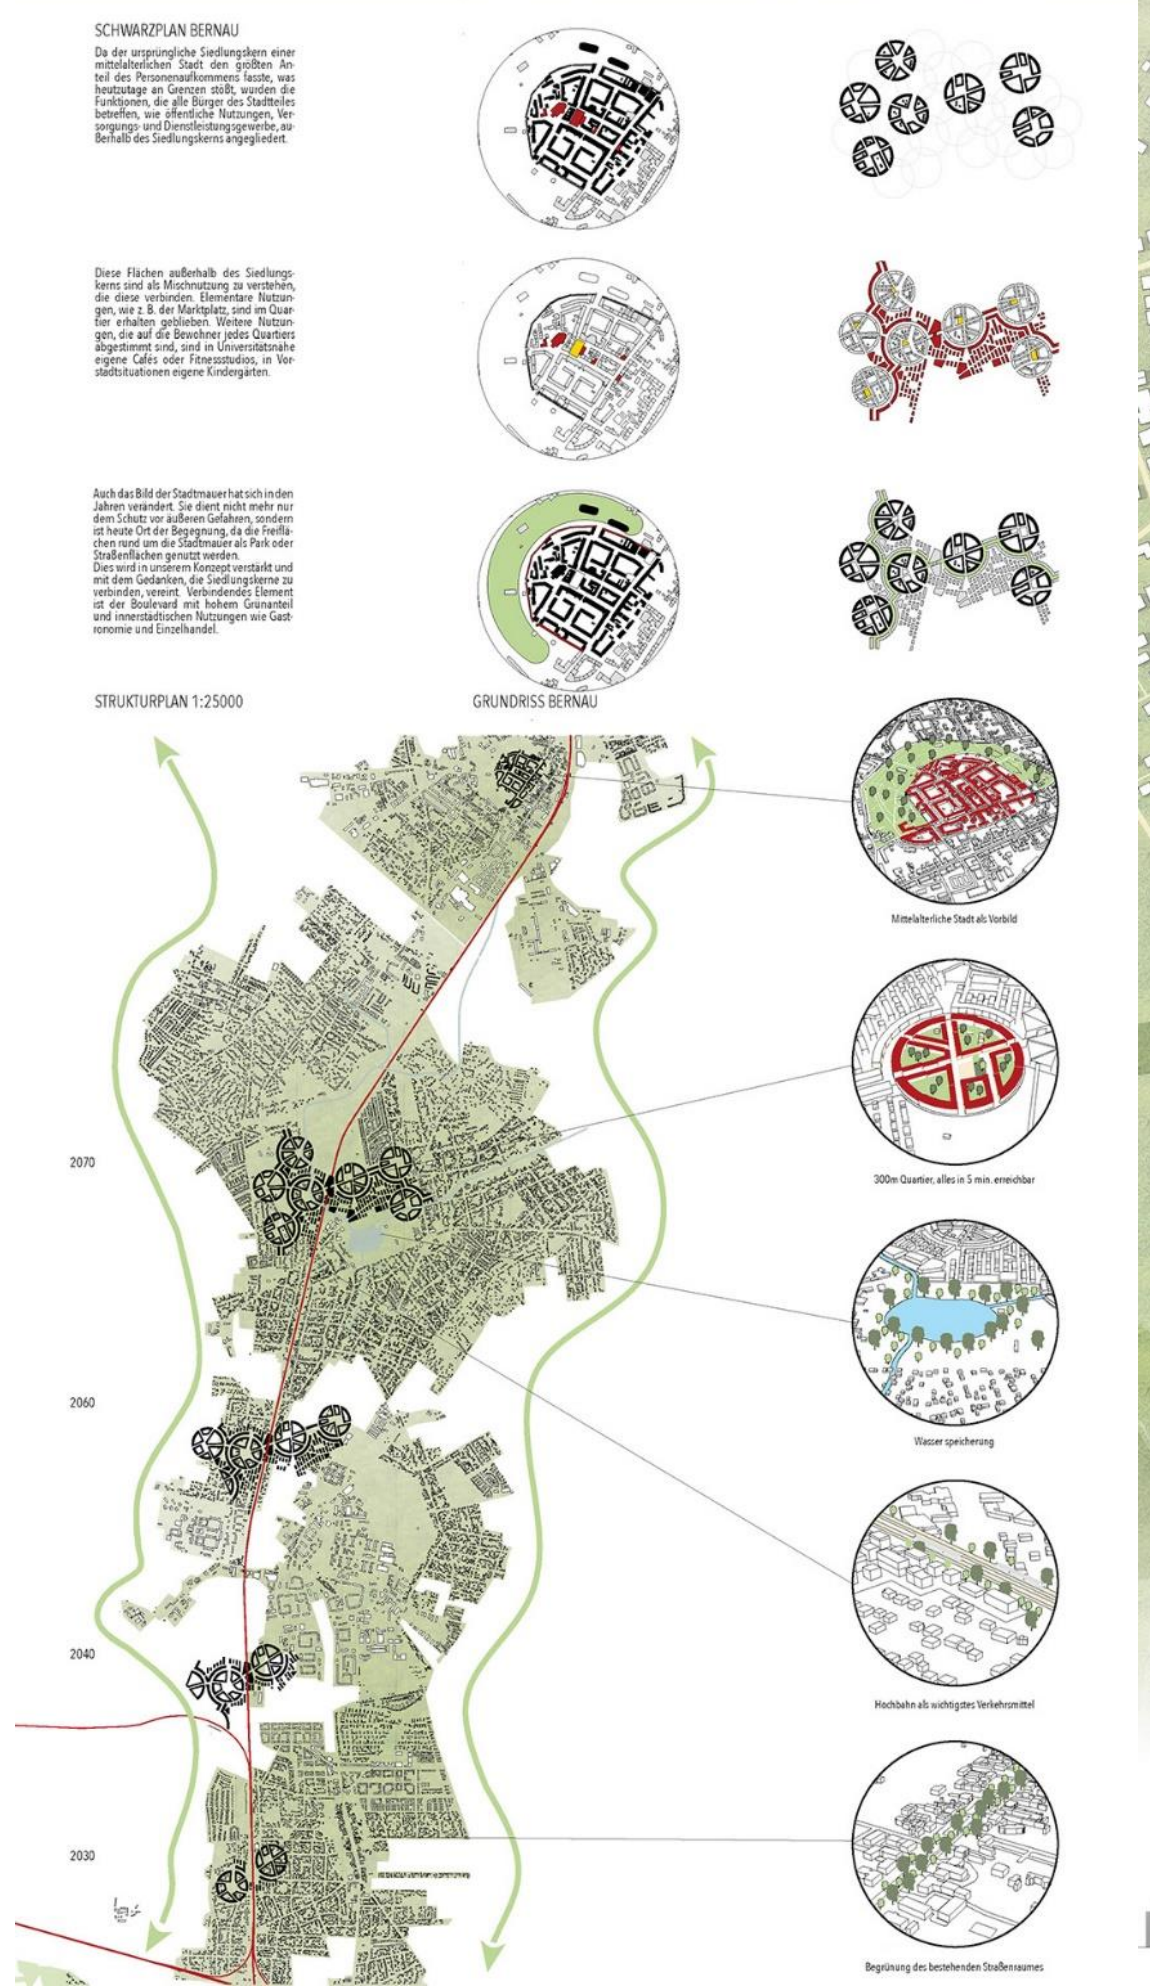 SCHWARZPLAN BERNAU
Da der ursprüngliche Siedlungskern einer
mittelalterlichen Stadt den größten An-
teil des Personenaufkommens fasste, was
heutzutage an Grenzen stößt, wurden die
Funktionen, die alle Bürger des Stadtteiles
betreffen, wie öffentliche Nutzungen, Ver-
sorgungs- und Dienstleistungsgewerbe, au-
ßerhalb des Siedlungskerns angegliedert.
Diese Flächen außerhalb des Siedlungs-
kerns sind als Mischnutzung zu verstehen,
die diese verbinden. Elementare Nutzun-
gen, wie z. B. der Marktplatz, sind im Quar-
tier erhalten geblieben. Weitere Nutzun-
gen, die auf die Bewohner jedes Quartiers
abgestimmt sind, sind in Universitätsnähe
eigene Cafés oder Fitnessstudios, in Vor-
stadtsituationen eigene Kindergärten.
Auch das Bild der Stadtmauer hat sich in den
Jahren verändert. Sie dient nicht mehr nur
dem Schutz vor äußeren Gefahren, sondern
ist heute Ort der Begegnung, da die Freiflä-
chen rund um die Stadtmauer als Park oder
Straßenflächen genutzt werden.
Dies wird in unserem Konzept verstärkt und
mit dem Gedanken, die Siedlungskerne zu
verbinden, vereint. Verbindendes Element
ist der Boulevard mit hohem Grünanteil
und innerstädtischen Nutzungen wie Gast-
ronomie und Einzelhandel.
STRUKTURPLAN 1:25000
GRUNDRISS BERNAU
Mittelalterliche Stadt als Vorbild
2070
300m Quartier, alles in 5 min. erreichbar
2060
Wasser speicherung
2040
Hochbahn als wichtigstes Verkehrsmittel
2030
Begrünung des bestehenden Straßenraumes